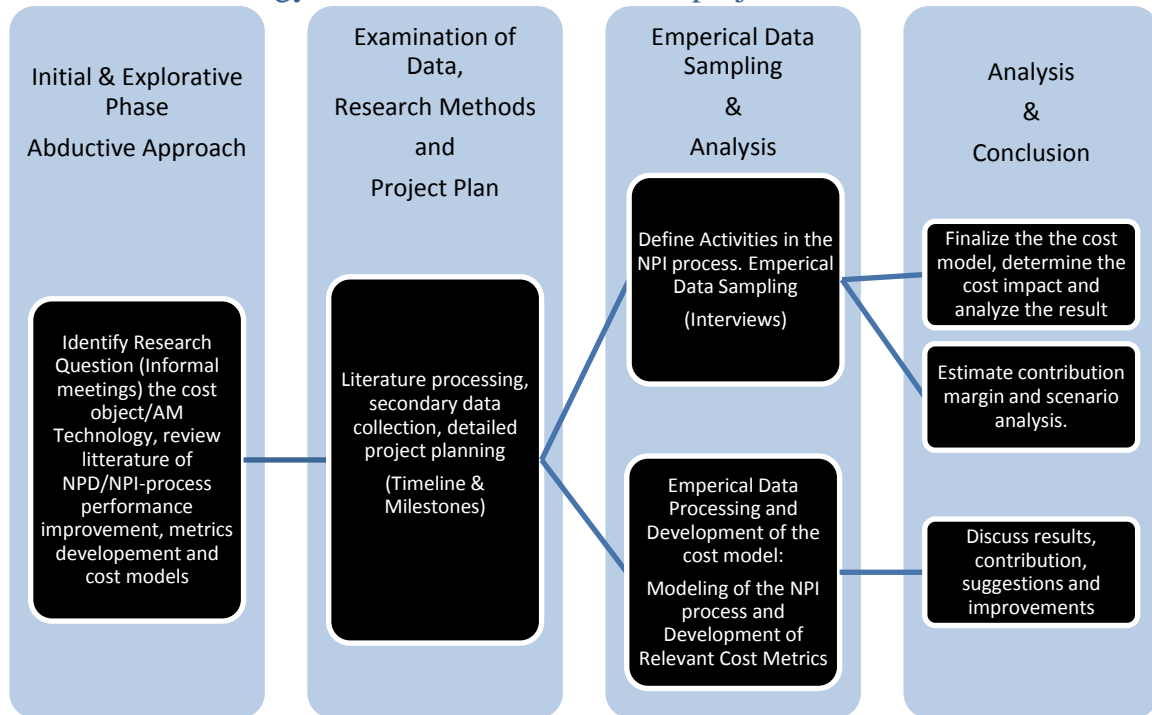 Initial & Explorative
Phase
Abductive Approach
Identify Research
Question (Informal
meetings) the cost
object/AM
Technology, review
litterature of
NPD/NPI-process
performance
improvement, metrics
developement and
cost models
Examination of
Data,
Research Methods
and
Project Plan
Literature processing,
secondary data
collection, detailed
project planning
(Timeline &
Milestones)
Emperical Data
Sampling
&
Analysis
Define Activities in the
NPI process. Emperical
Data Sampling
(Interviews)
Emperical Data
Processing and
Development of the
cost model:
Modeling of the NPI
process and
Development of
Relevant Cost Metrics
Analysis
&
Conclusion
Finalize the the cost
model, determine the
cost impact and
analyze the result
Estimate contribution
margin and scenario
analysis.
Discuss results,
contribution,
suggestions and
improvements